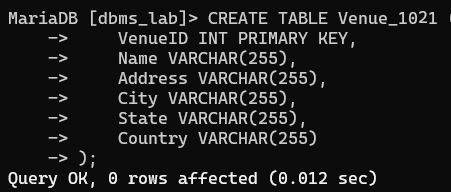 MariaDB [dbms_lab]> CREATE TABLE Venue_1021 (
    ->     VenueID INT PRIMARY KEY,
    ->     Name VARCHAR(255),
    ->     Address VARCHAR(255),
    ->     City VARCHAR(255),
    ->     State VARCHAR(255),
    ->     Country VARCHAR(255)
    -> );
Query OK, 0 rows affected (0.012 sec)